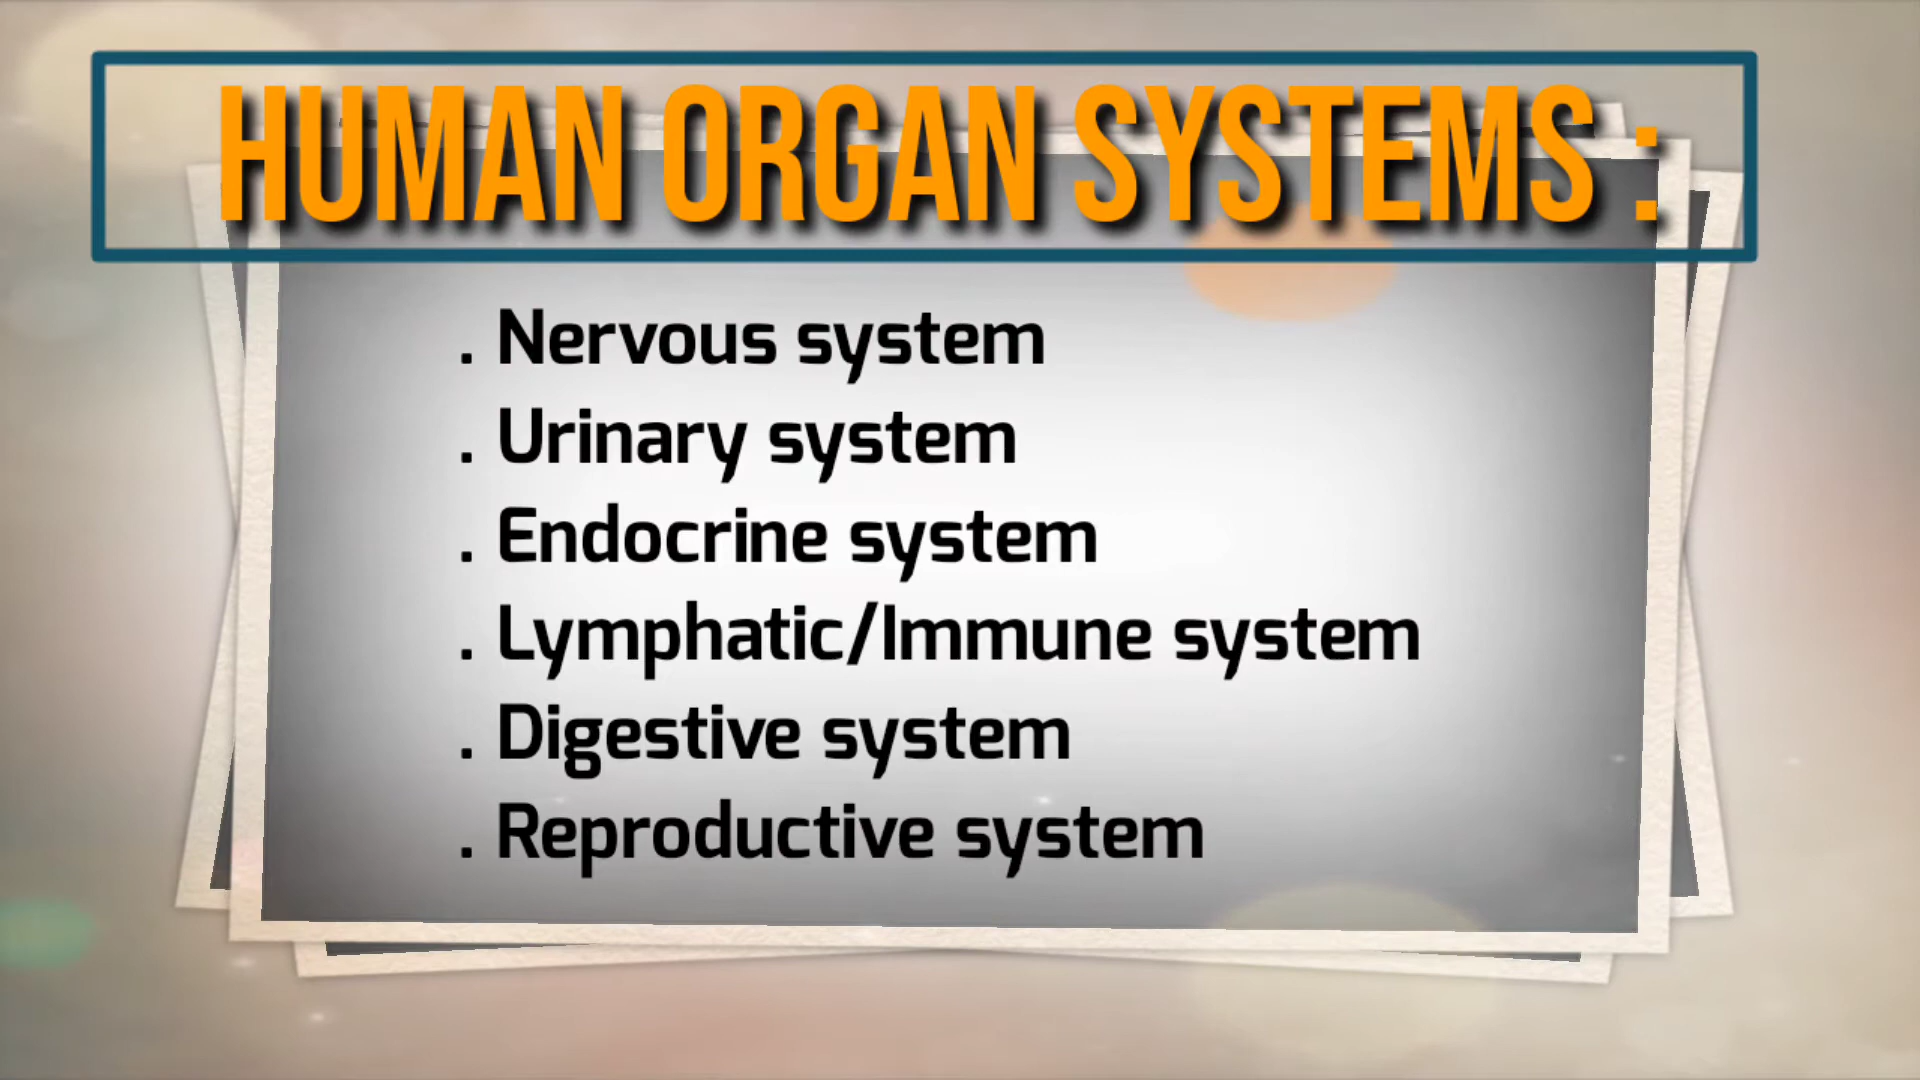 HUMAN ORGAN SYSTEMS :
. Nervous system
. Urinary system
. Endocrine system
. Lymphatic/Immune system
. Digestive system
. Reproductive system